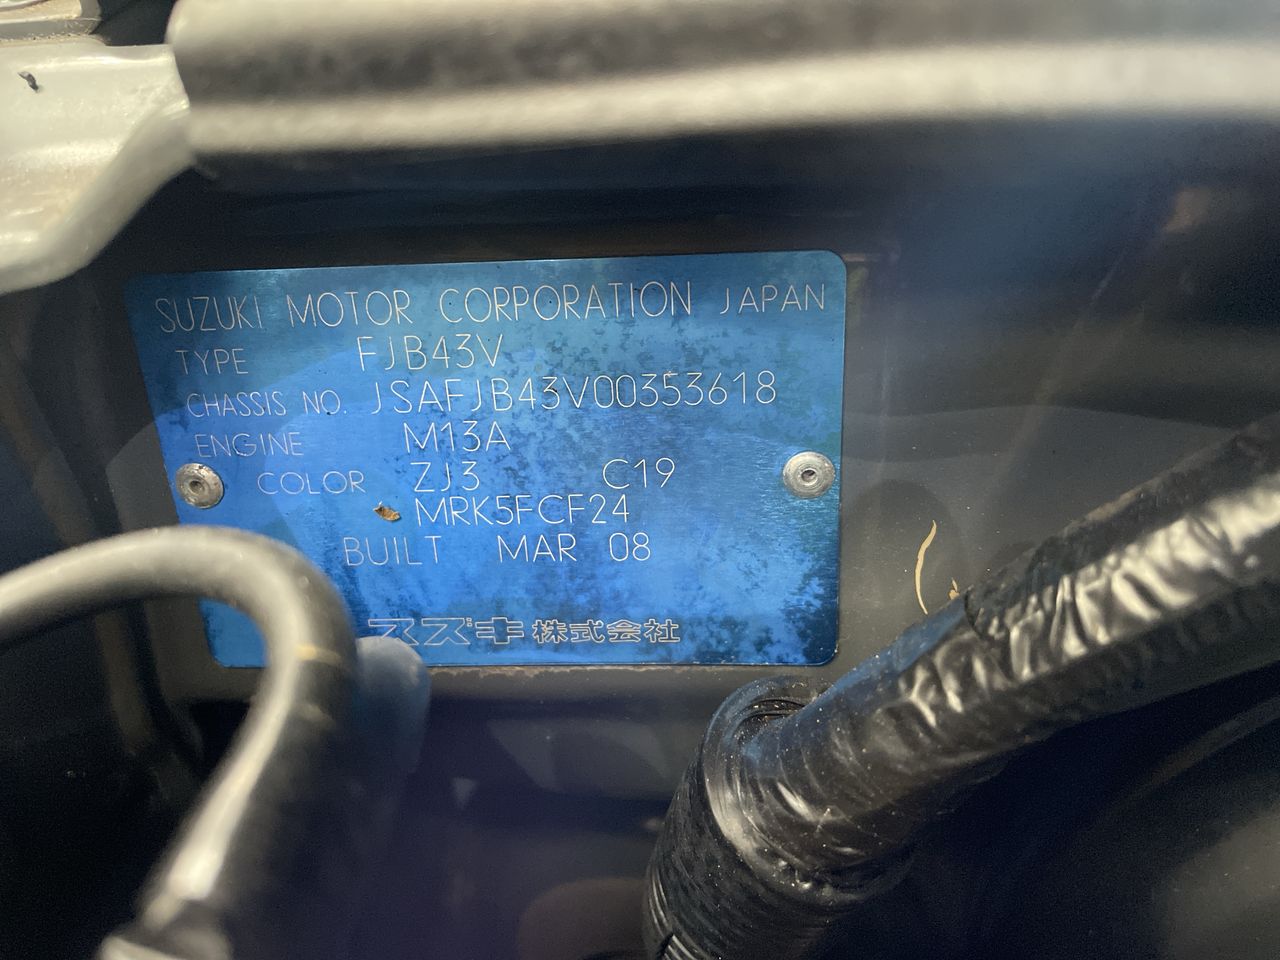 SUZUKI MOTOR CORPORATION JAPAN
TYPE FJB43V
CHASSIS NO. JSAFJB43V00353618
ENGINE M13A
COLOR ZJ3 C19
MRK5FCF24
BUILT MAR 08
スズキ株式会社